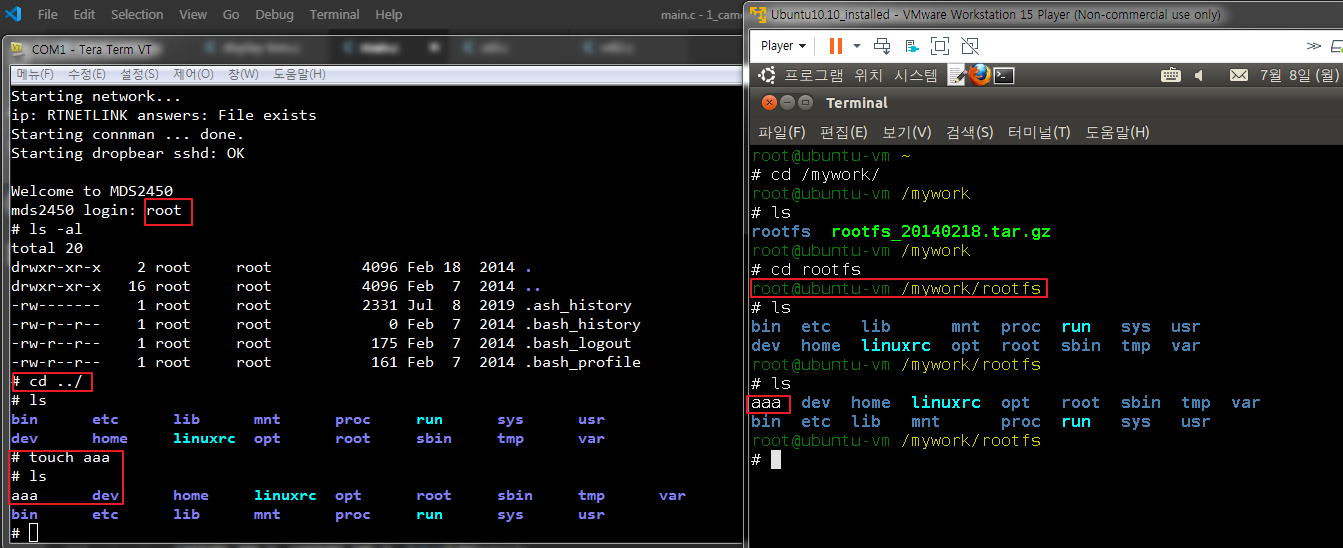 File Edit Selection View Go Debug Terminal Help
main.c - 1_came
COM1 - Tera Term VT
메뉴(F) 수정(E) 설정(S) 제어(O) 창(W) 도움말(H)
Starting network...
ip: RTNETLINK answers: File exists
Starting connman ... done.
Starting dropbear sshd: OK
Welcome to MDS2450
mds2450 login: root
# ls -al
total 20
drwxr-xr-x 2 root root 4096 Feb 18 2014 .
drwxr-xr-x 16 root root 4096 Feb 7 2014 ..
-rw------- 1 root root 2331 Jul 8 2019 .ash_history
-rw-r--r-- 1 root root 0 Feb 7 2014 .bash_history
-rw-r--r-- 1 root root 175 Feb 7 2014 .bash_logout
-rw-r--r-- 1 root root 161 Feb 7 2014 .bash_profile
# cd ../
# ls
bin etc lib mnt proc run sys usr
dev home linuxrc opt root sbin tmp var
# touch aaa
# ls
aaa dev home linuxrc opt root sbin tmp var
bin etc lib mnt proc run sys usr
#
Ubuntu10.10_installed - VMware Workstation 15 Player (Non-commercial use only)
Player
프로그램 위치 시스템
7월 8일 (월)
Terminal
파일(F) 편집(E) 보기(V) 검색(S) 터미널(T) 도움말(H)
root@ubuntu-vm ~
# cd /mywork/
root@ubuntu-vm /mywork
# ls
rootfs rootfs_20140218.tar.gz
root@ubuntu-vm /mywork
# cd rootfs
root@ubuntu-vm /mywork/rootfs
# ls
bin etc lib mnt proc run sys usr
dev home linuxrc opt root sbin tmp var
root@ubuntu-vm /mywork/rootfs
# ls
aaa dev home linuxrc opt root sbin tmp var
bin etc lib mnt proc run sys usr
root@ubuntu-vm /mywork/rootfs
#